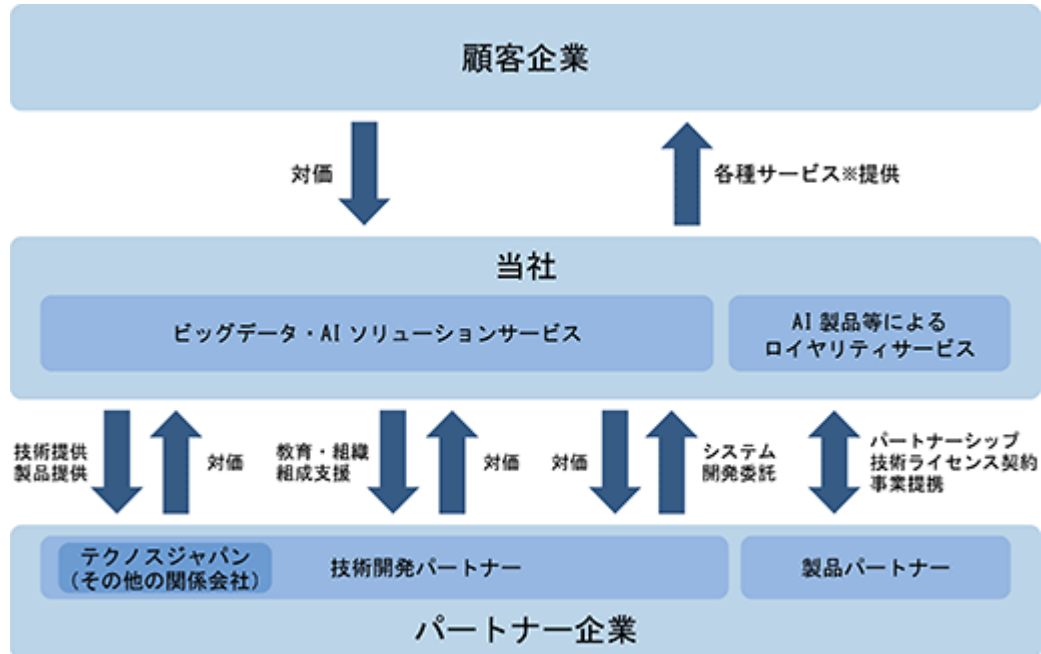 顧客企業
対価
各種サービス※提供
当社
ビッグデータ・AI ソリューションサービス
AI 製品等による
ロイヤリティサービス
技術提供
製品提供
対価
教育・組織
組成支援
対価
対価
システム
開発委託
パートナーシップ
技術ライセンス契約
事業提携
テクノスジャパン
(その他の関係会社)
技術開発パートナー
製品パートナー
パートナー企業